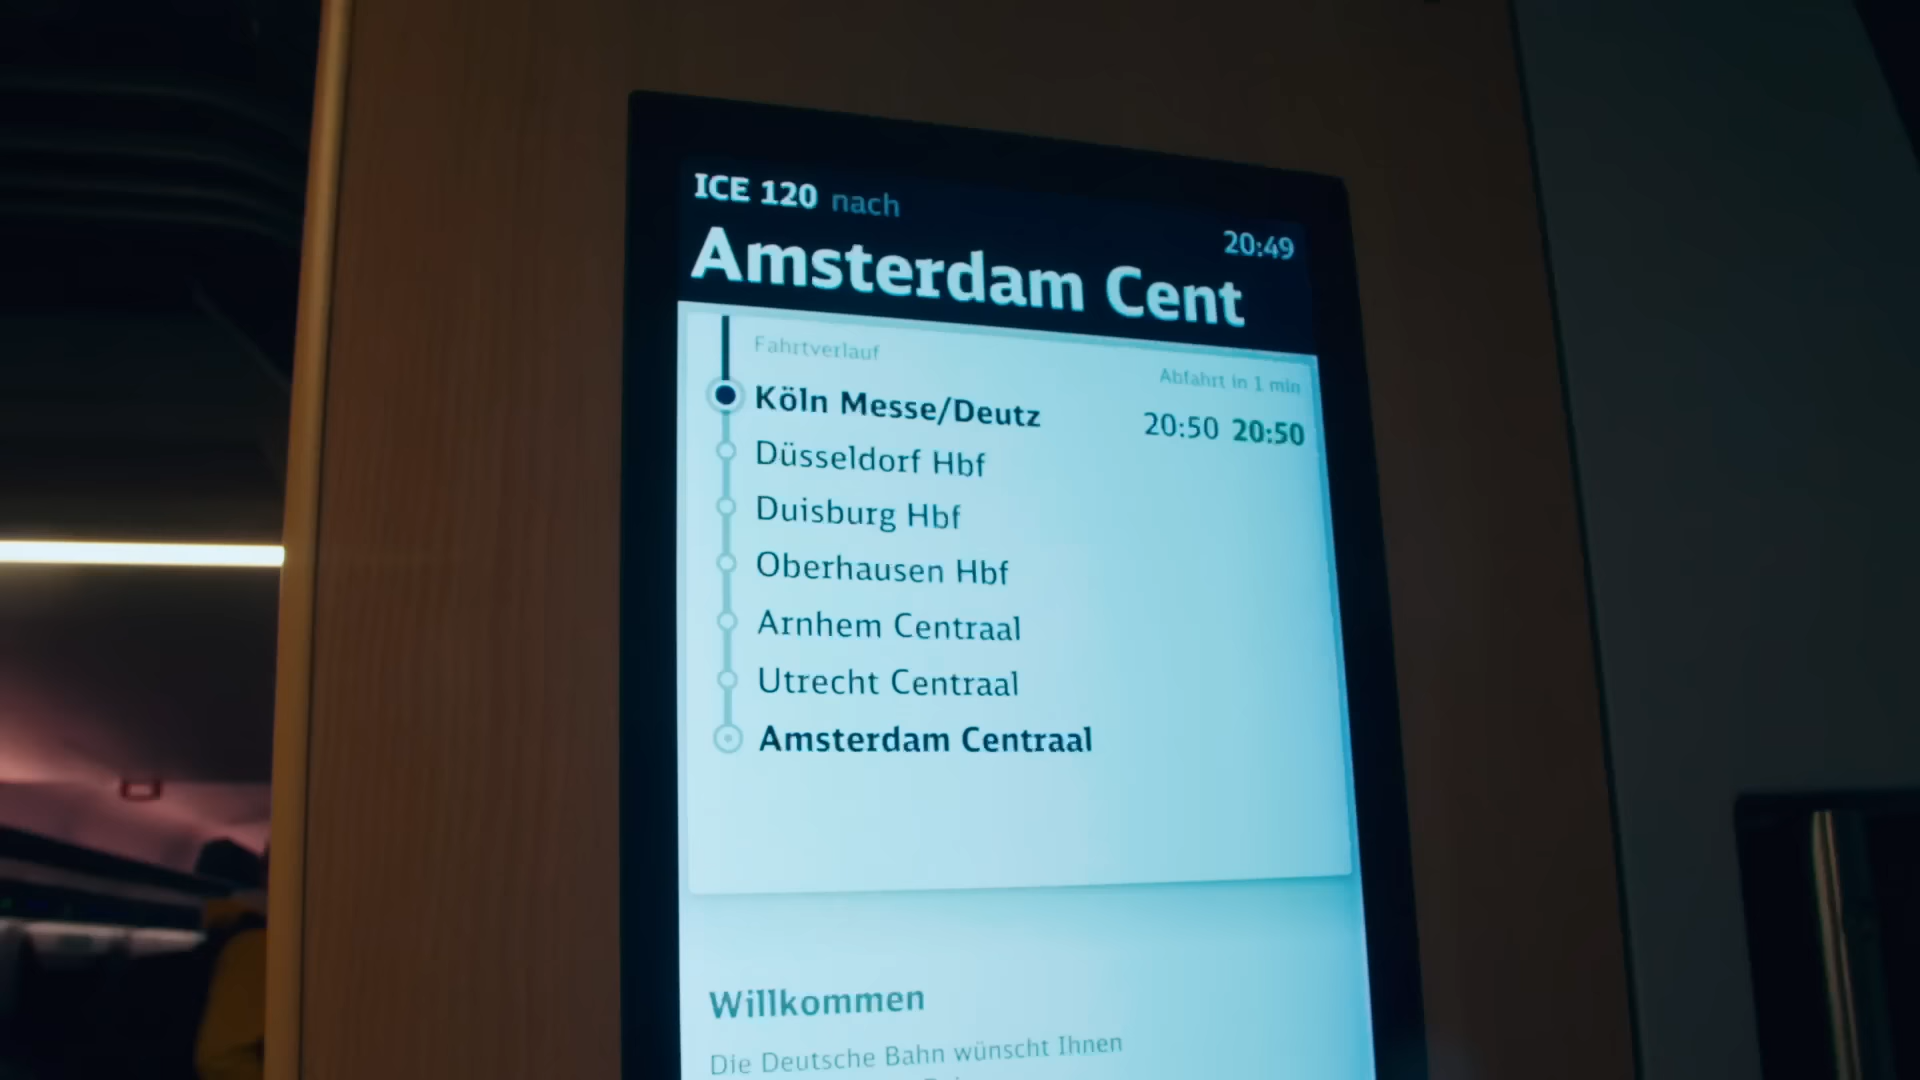 ICE 120 nach
20:49
Amsterdam Cent
Fahrtverlauf
Abfahrt in 1 min
Köln Messe/Deutz 20:50 20:50
Düsseldorf Hbf
Duisburg Hbf
Oberhausen Hbf
Arnhem Centraal
Utrecht Centraal
Amsterdam Centraal
Willkommen
Die Deutsche Bahn wünscht Ihnen